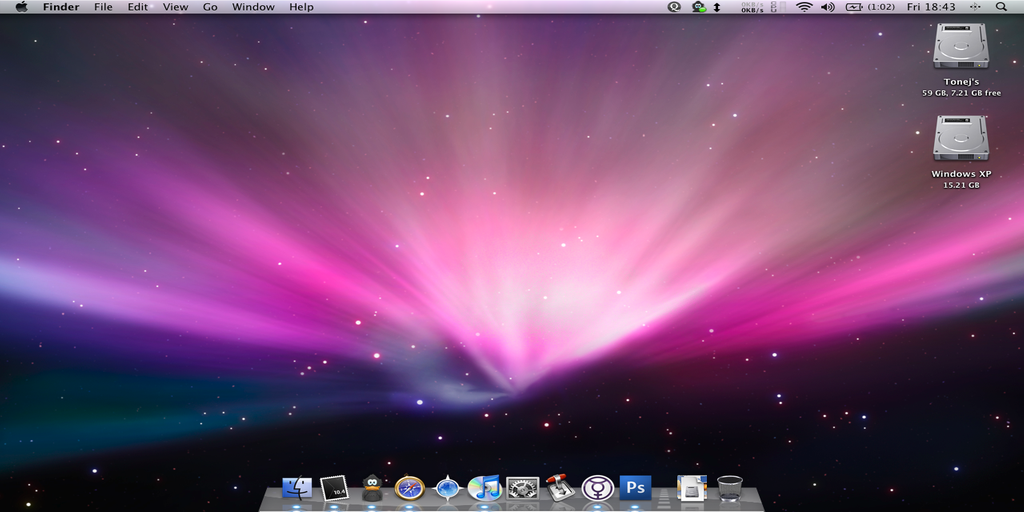 Finder File Edit View Go Window Help 0KB/s 0KB/s (1:02) Fri 18:43
Tonej's
59 GB, 7.21 GB free
Windows XP
15.21 GB
10.4
Ps